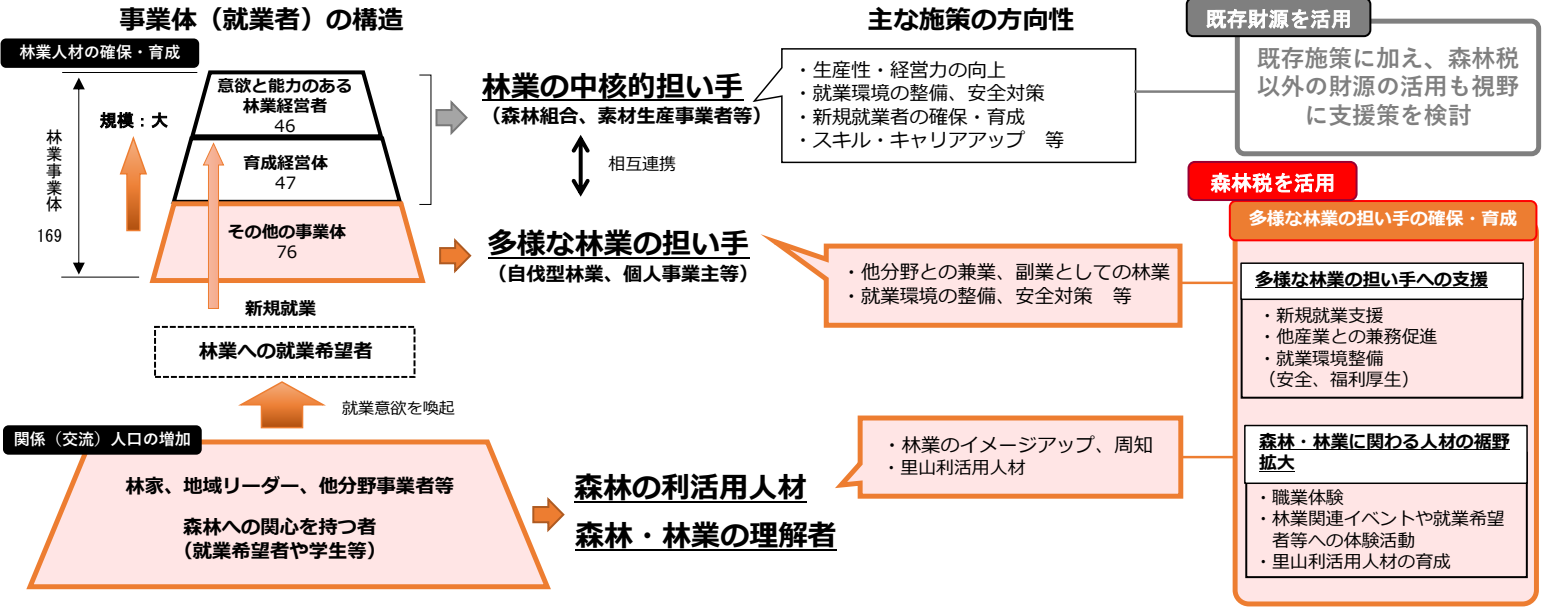 事業体（就業者）の構造
林業人材の確保・育成
林業事業体
169
規模：大
意欲と能力のある
林業経営者
46
育成経営体
47
その他の事業体
76
新規就業
林業への就業希望者
就業意欲を喚起
関係（交流）人口の増加
林家、地域リーダー、他分野事業者等
森林への関心を持つ者
（就業希望者や学生等）
林業の中核的担い手
（森林組合、素材生産事業者等）
相互連携
多様な林業の担い手
（自伐型林業、個人事業主等）
森林の利活用人材
森林・林業の理解者
主な施策の方向性
・生産性・経営力の向上
・就業環境の整備、安全対策
・新規就業者の確保・育成
・スキル・キャリアアップ　等
・他分野との兼業、副業としての林業
・就業環境の整備、安全対策　等
・林業のイメージアップ、周知
・里山利活用人材
既存財源を活用
既存施策に加え、森林税
以外の財源の活用も視野
に支援策を検討
森林税を活用
多様な林業の担い手の確保・育成
多様な林業の担い手への支援
・新規就業支援
・他産業との兼務促進
・就業環境整備
（安全、福利厚生）
森林・林業に関わる人材の裾野
拡大
・職業体験
・林業関連イベントや就業希望
者等への体験活動
・里山利活用人材の育成